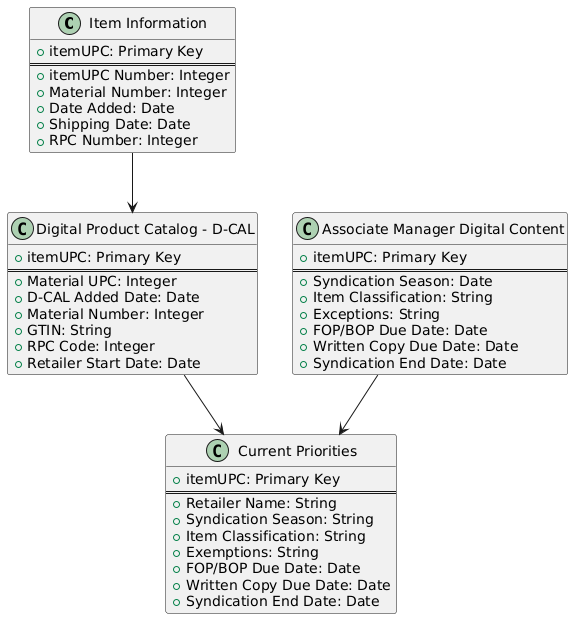 C Item Information
itemUPC: Primary Key
itemUPC Number: Integer
Material Number: Integer
Date Added: Date
Shipping Date: Date
RPC Number: Integer
C Digital Product Catalog - D-CAL
itemUPC: Primary Key
Material UPC: Integer
D-CAL Added Date: Date
Material Number: Integer
GTIN: String
RPC Code: Integer
Retailer Start Date: Date
C Associate Manager Digital Content
itemUPC: Primary Key
Syndication Season: Date
Item Classification: String
Exceptions: String
FOP/BOP Due Date: Date
Written Copy Due Date: Date
Syndication End Date: Date
C Current Priorities
itemUPC: Primary Key
Retailer Name: String
Syndication Season: String
Item Classification: String
Exemptions: String
FOP/BOP Due Date: Date
Written Copy Due Date: Date
Syndication End Date: Date